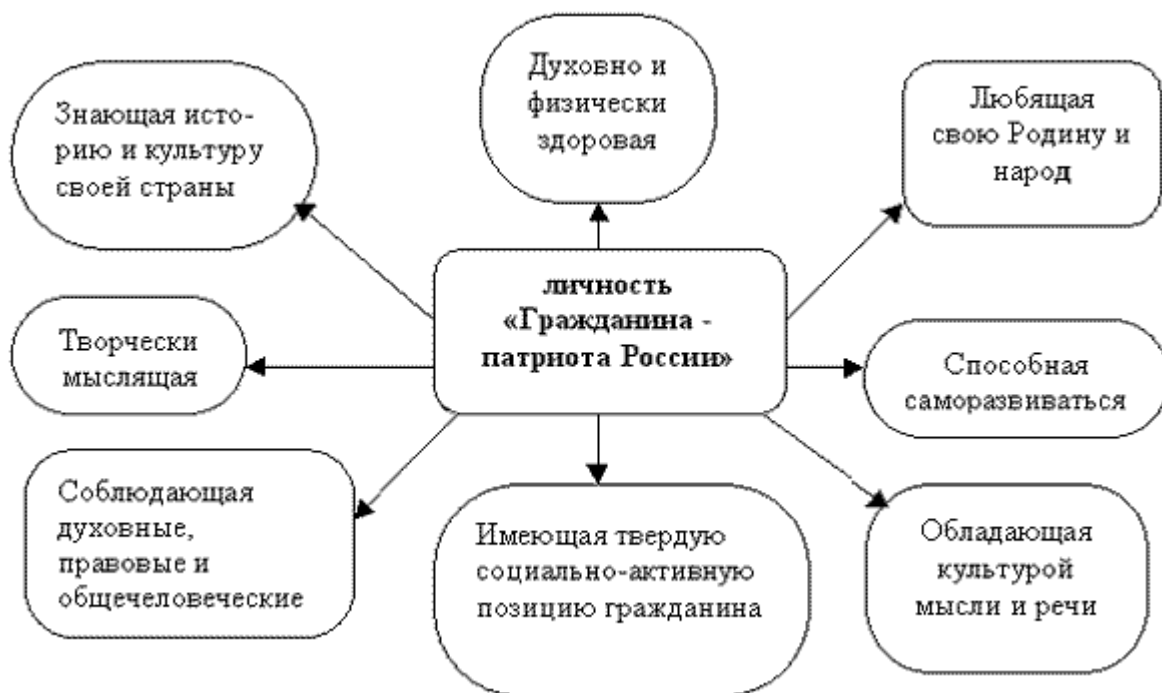 Духовно и
физически
здоровая
Знающая исто-
рию и культуру
своей страны
Любящая
свою Родину и
народ
личность
«Гражданина -
патриота России»
Творчески
мыслящая
Способная
саморазвиваться
Соблюдающая
духовные,
правовые и
общечеловеческие
Имеющая твердую
социально-активную
позицию гражданина
Обладающая
культурой
мысли и речи